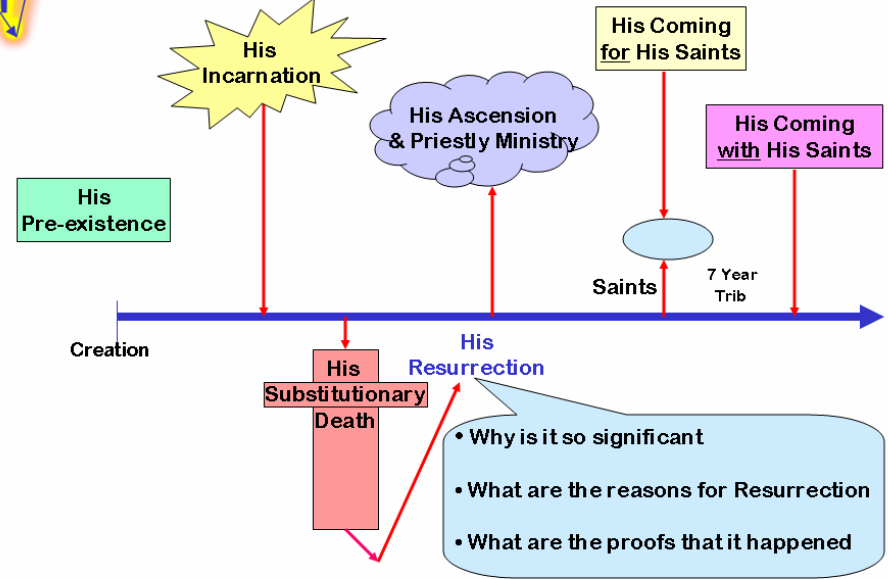 His
Incarnation
His Coming
for His Saints
His Ascension
& Priestly Ministry
His Coming
with His Saints
His
Pre-existence
Saints
7 Year
Trib
Creation
His
Substitutionary
Death
His
Resurrection
• Why is it so significant
• What are the reasons for Resurrection
• What are the proofs that it happened